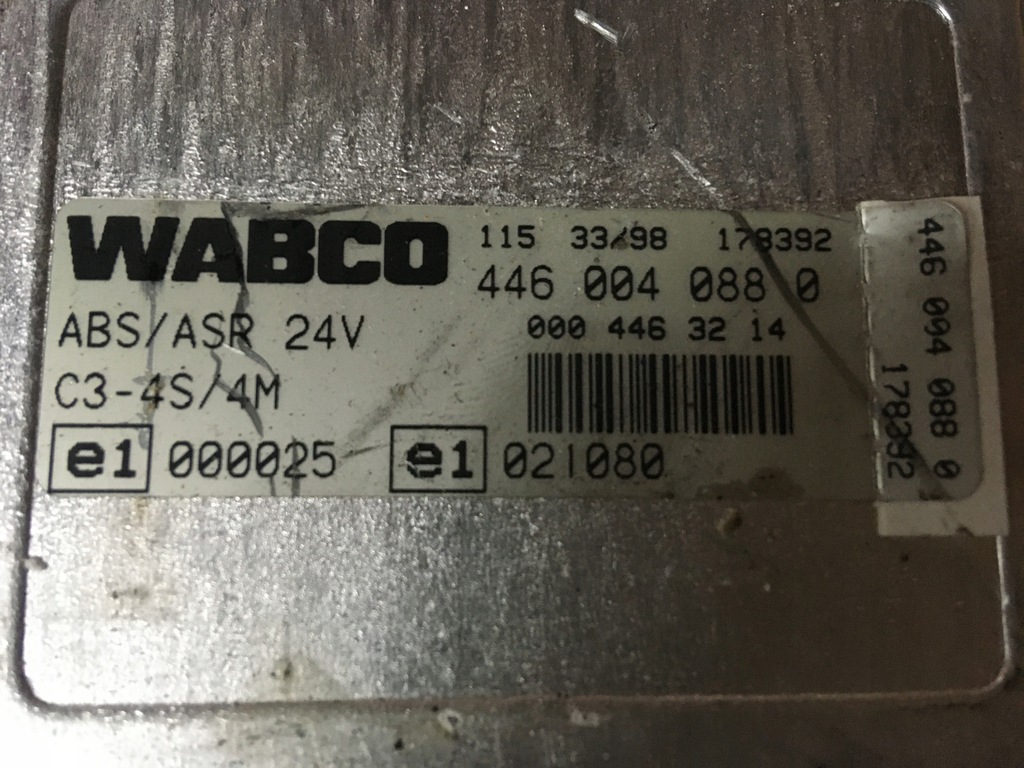 WABCO 115 33/98 178392
446 004 088 0
ABS/ASR 24V 000 446 32 14
C3-4S/4M
e1 000025 e1 021080
446 004 088 0
178392